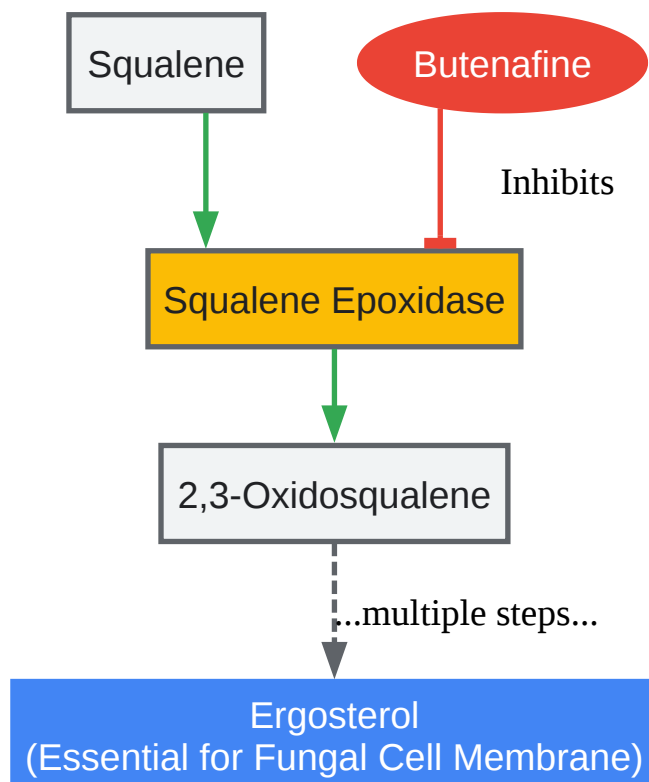 Squalene
Butenafine
Inhibits
Squalene Epoxidase
2,3-Oxidosqualene
...multiple steps...
Ergosterol
(Essential for Fungal Cell Membrane)